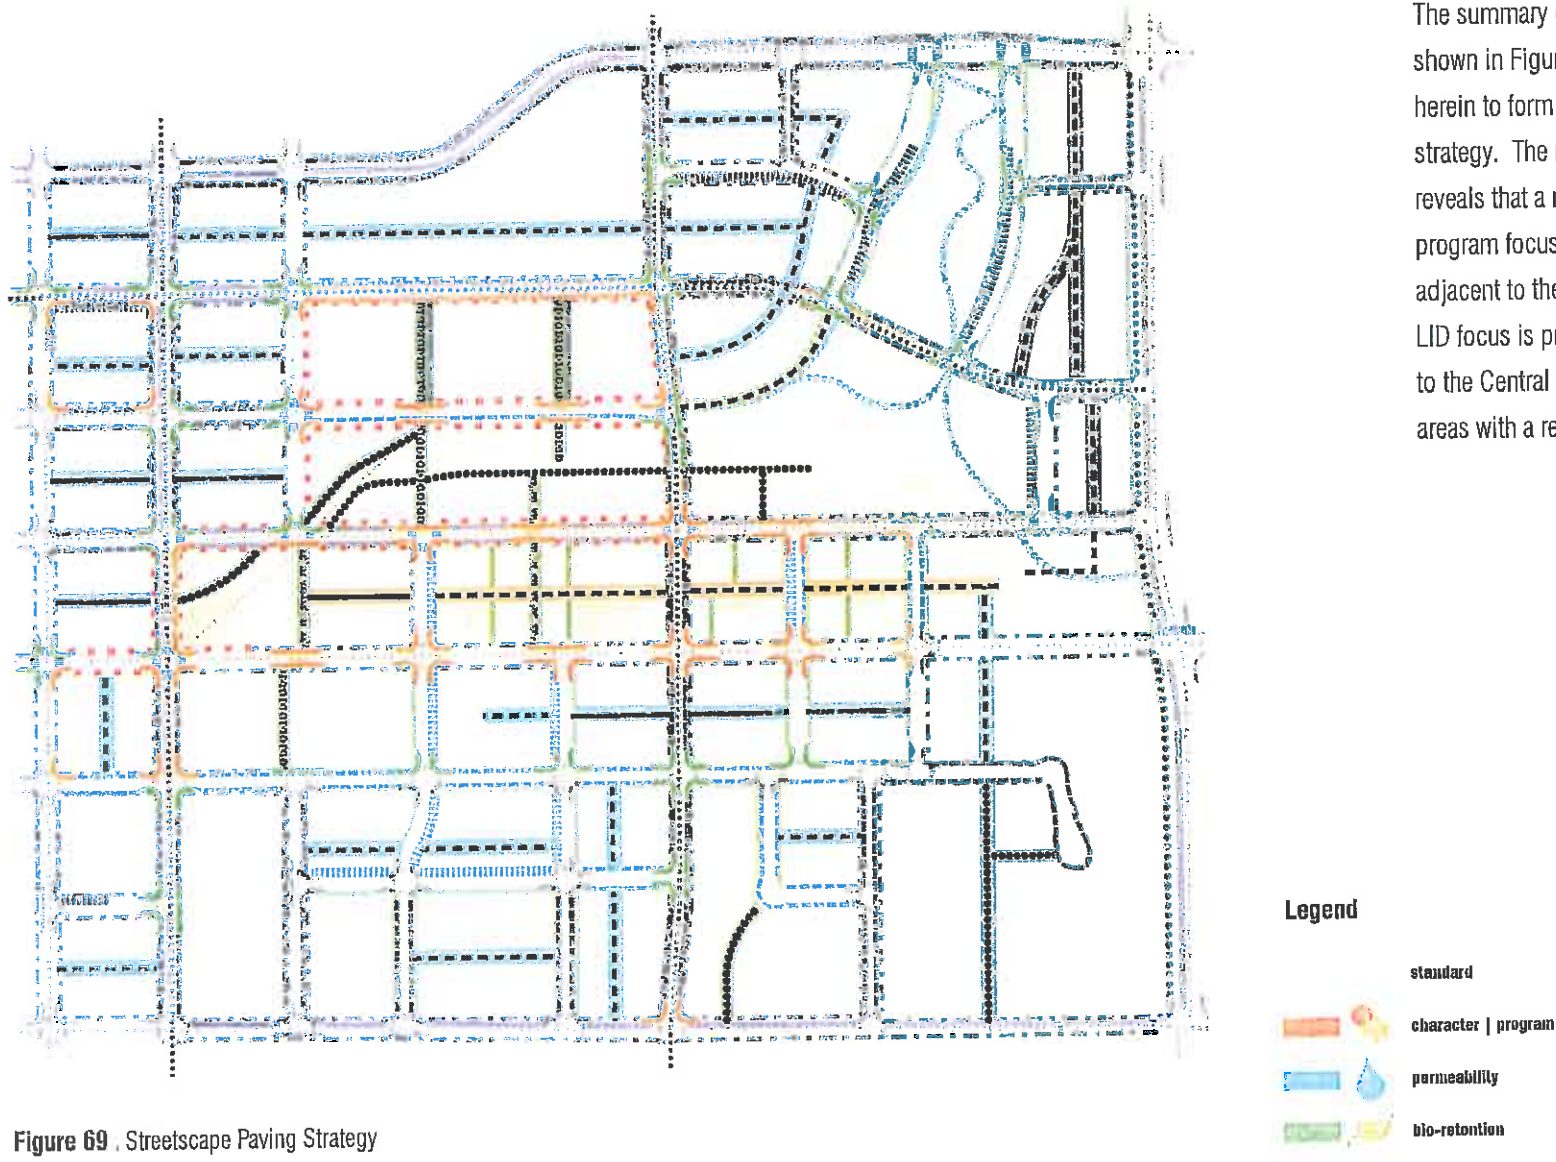 The summary
shown in Figu
herein to form
strategy. The
reveals that a
program focus
adjacent to the
LID focus is p
to the Central
areas with a re
Legend
standard
character | program
permeability
bio-retention
Figure 69 . Streetscape Paving Strategy